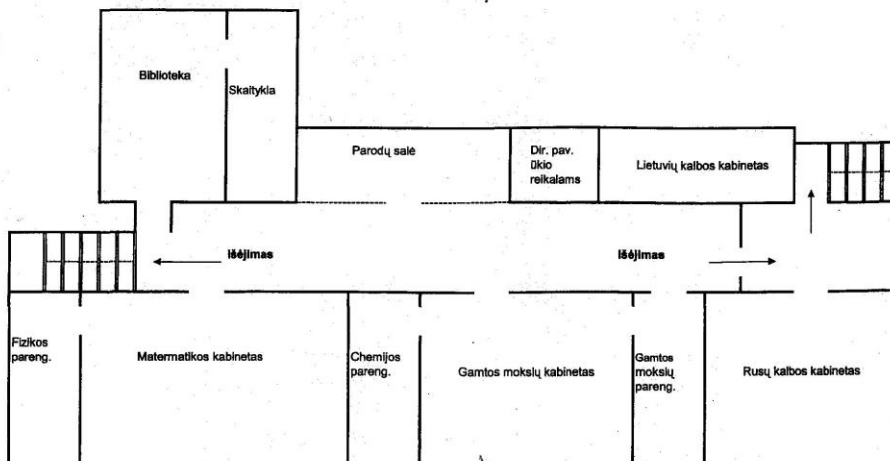 Biblioteka
Skaitykla
Parodų salė
Dir. pav.
ūkio
reikalams
Lietuvių kalbos kabinetas
Išėjimas
Išėjimas
Fizikos
pareng.
Matermatikos kabinetas
Chemijos
pareng.
Gamtos mokslų kabinetas
Gamtos
mokslų
pareng.
Rusų kalbos kabinetas